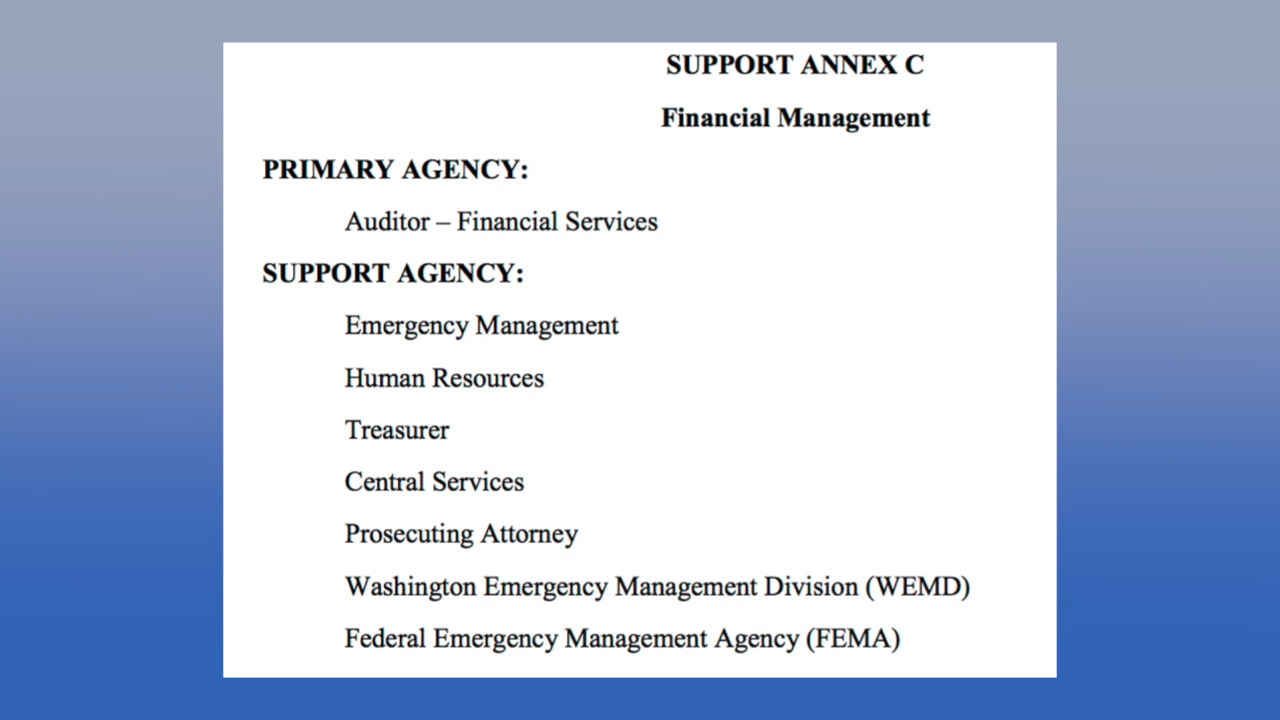 SUPPORT ANNEX C
Financial Management
PRIMARY AGENCY:
Auditor – Financial Services
SUPPORT AGENCY:
Emergency Management
Human Resources
Treasurer
Central Services
Prosecuting Attorney
Washington Emergency Management Division (WEMD)
Federal Emergency Management Agency (FEMA)